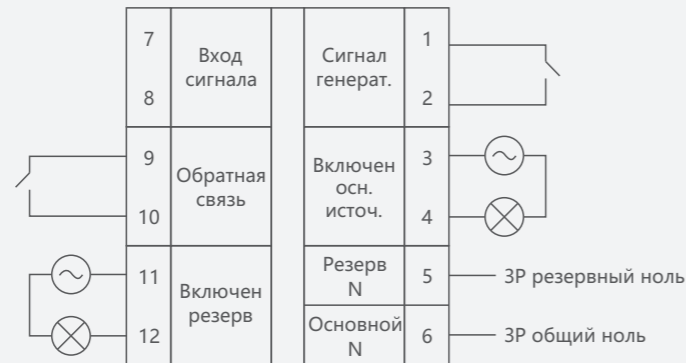 7
Вход
сигнала
8
Сигнал
генерат.
1
2
9
Обратная
связь
10
Включен
осн.
источ.
3
4
11
Включен
резерв
12
Резерв
N
5
3P резервный ноль
Основной
N
6
3P общий ноль